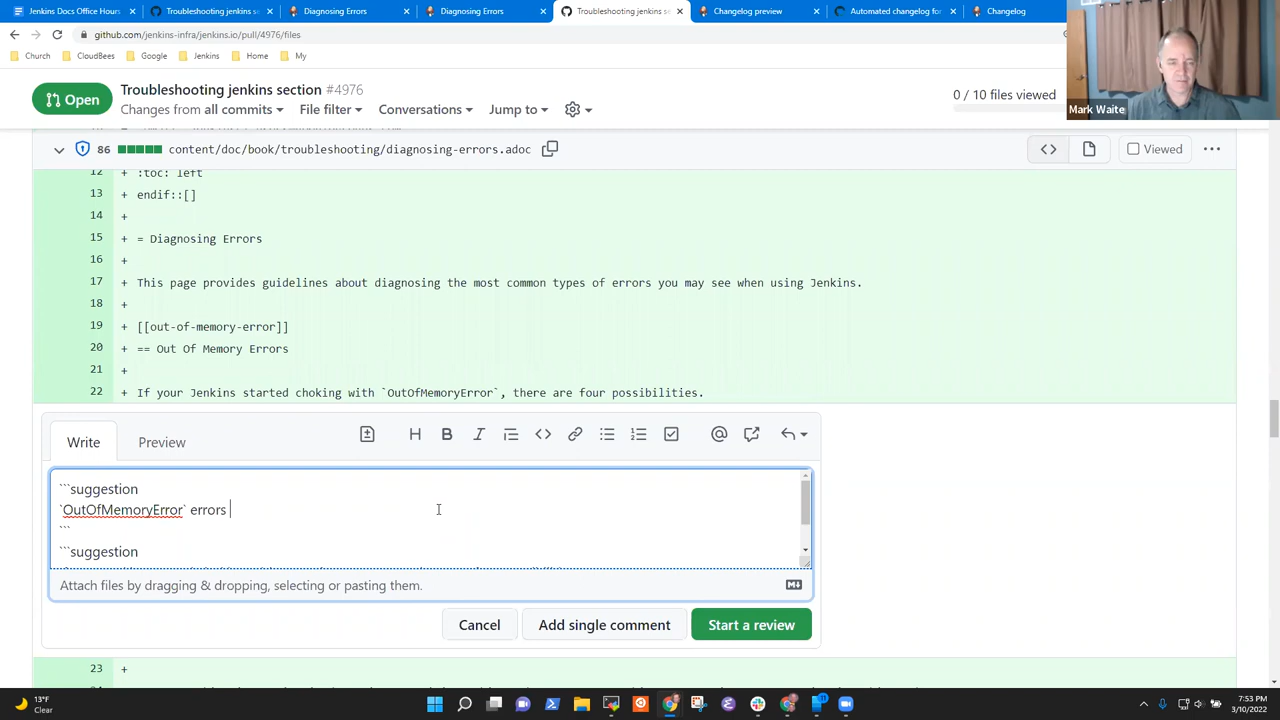 Jenkins Docs Office Hours
Troubleshooting jenkins s
Diagnosing Errors
Diagnosing Errors
Troubleshooting jenkins se
Changelog preview
Automated changelog for
Changelog
github.com/jenkins-infra/jenkins.io/pull/4976/files
Church
CloudBees
Google
Jenkins
Home
My
Mark Waite
Open
Troubleshooting jenkins section #4976
Changes from all commits
File filter
Conversations
Jump to
0 / 10 files viewed
86 content/doc/book/troubleshooting/diagnosing-errors.adoc
Viewed
12 :toc: left
13 + endif::[]
14 +
15 + = Diagnosing Errors
16 +
17 + This page provides guidelines about diagnosing the most common types of errors you may see when using Jenkins.
18 +
19 + [[out-of-memory-error]]
20 + == Out Of Memory Errors
21 +
22 + If your Jenkins started choking with `OutOfMemoryError`, there are four possibilities.
Write
Preview
```suggestion
`OutOfMemoryError` errors
```
```suggestion
Attach files by dragging & dropping, selecting or pasting them.
Cancel
Add single comment
Start a review
23 +
13°F
Clear
7:53 PM
3/10/2022